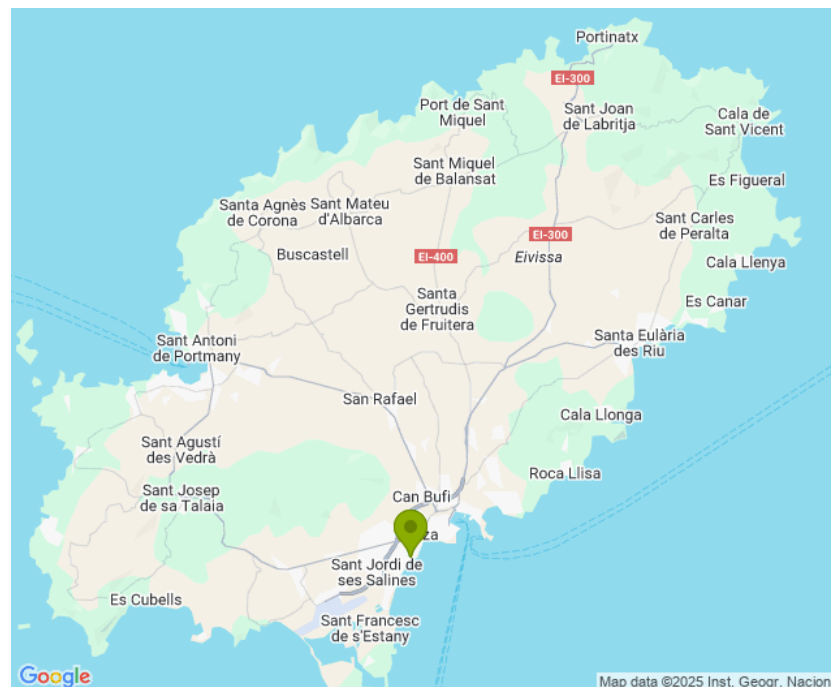 Portinatx
EI-300
Port de Sant
Miquel
Sant Joan
de Labritja
Cala de
Sant Vicent
Sant Miquel
de Balansat
Es Figueral
Santa Agnès
de Corona
Sant Mateu
d'Albarca
Sant Carles
de Peralta
EI-300
Buscastell
EI-400
Eivissa
Cala Llenya
Santa
Gertrudis
de Fruitera
Es Canar
Sant Antoni
de Portmany
Santa Eulària
des Riu
San Rafael
Cala Llonga
Sant Agustí
des Vedrà
Roca Llisa
Sant Josep
de sa Talaia
Can Bufi
za
Sant Jordi de
ses Salines
Es Cubells
Sant Francesc
de s'Estany
Google
Map data ©2025 Inst. Geogr. Nacion